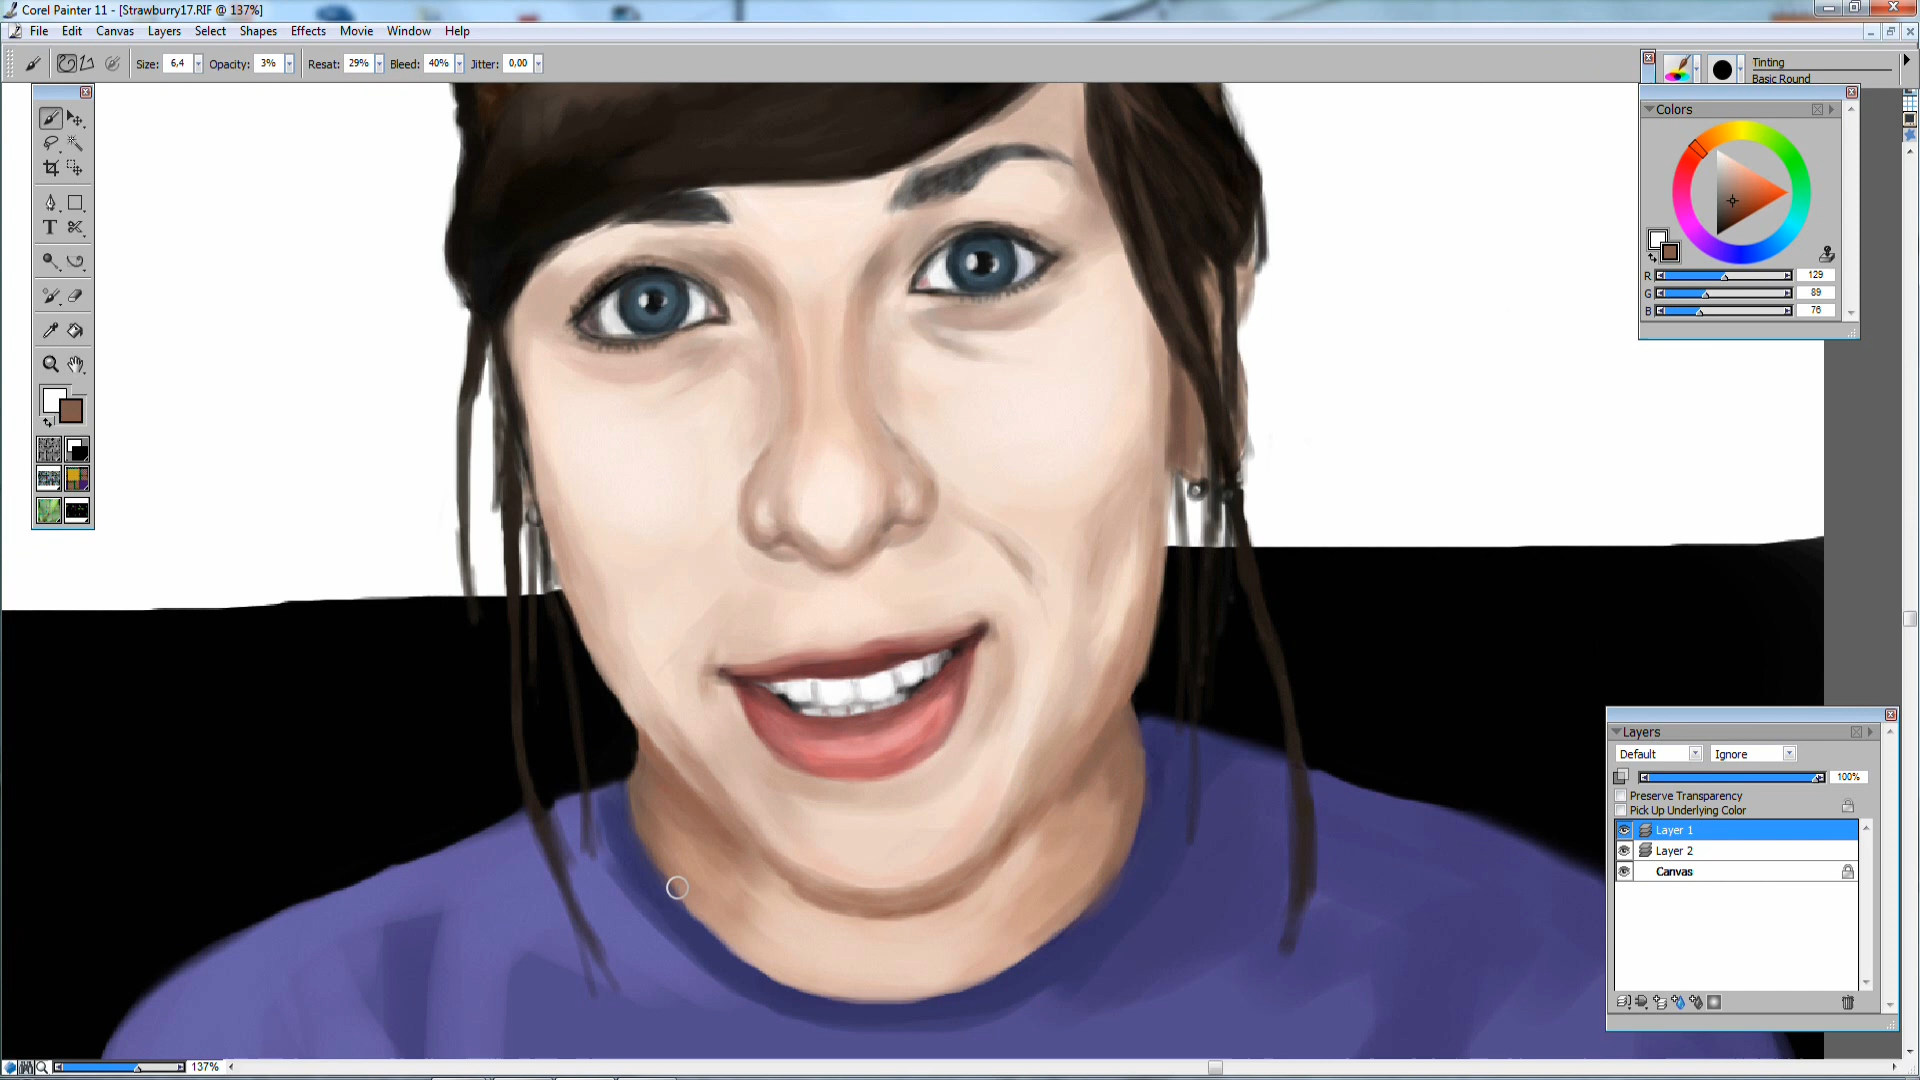 Corel Painter 11 - [Strawburry17.RIF @ 137%]
File Edit Canvas Layers Select Shapes Effects Movie Window Help
Size: 6,4 Opacity: 3% Resat: 29% Bleed: 40% Jitter: 0,00
Tinting
Basic Round
Colors
R 129
G 89
B 76
T
Layers
Default Ignore
100%
Preserve Transparency
Pick Up Underlying Color
Layer 1
Layer 2
Canvas
137%